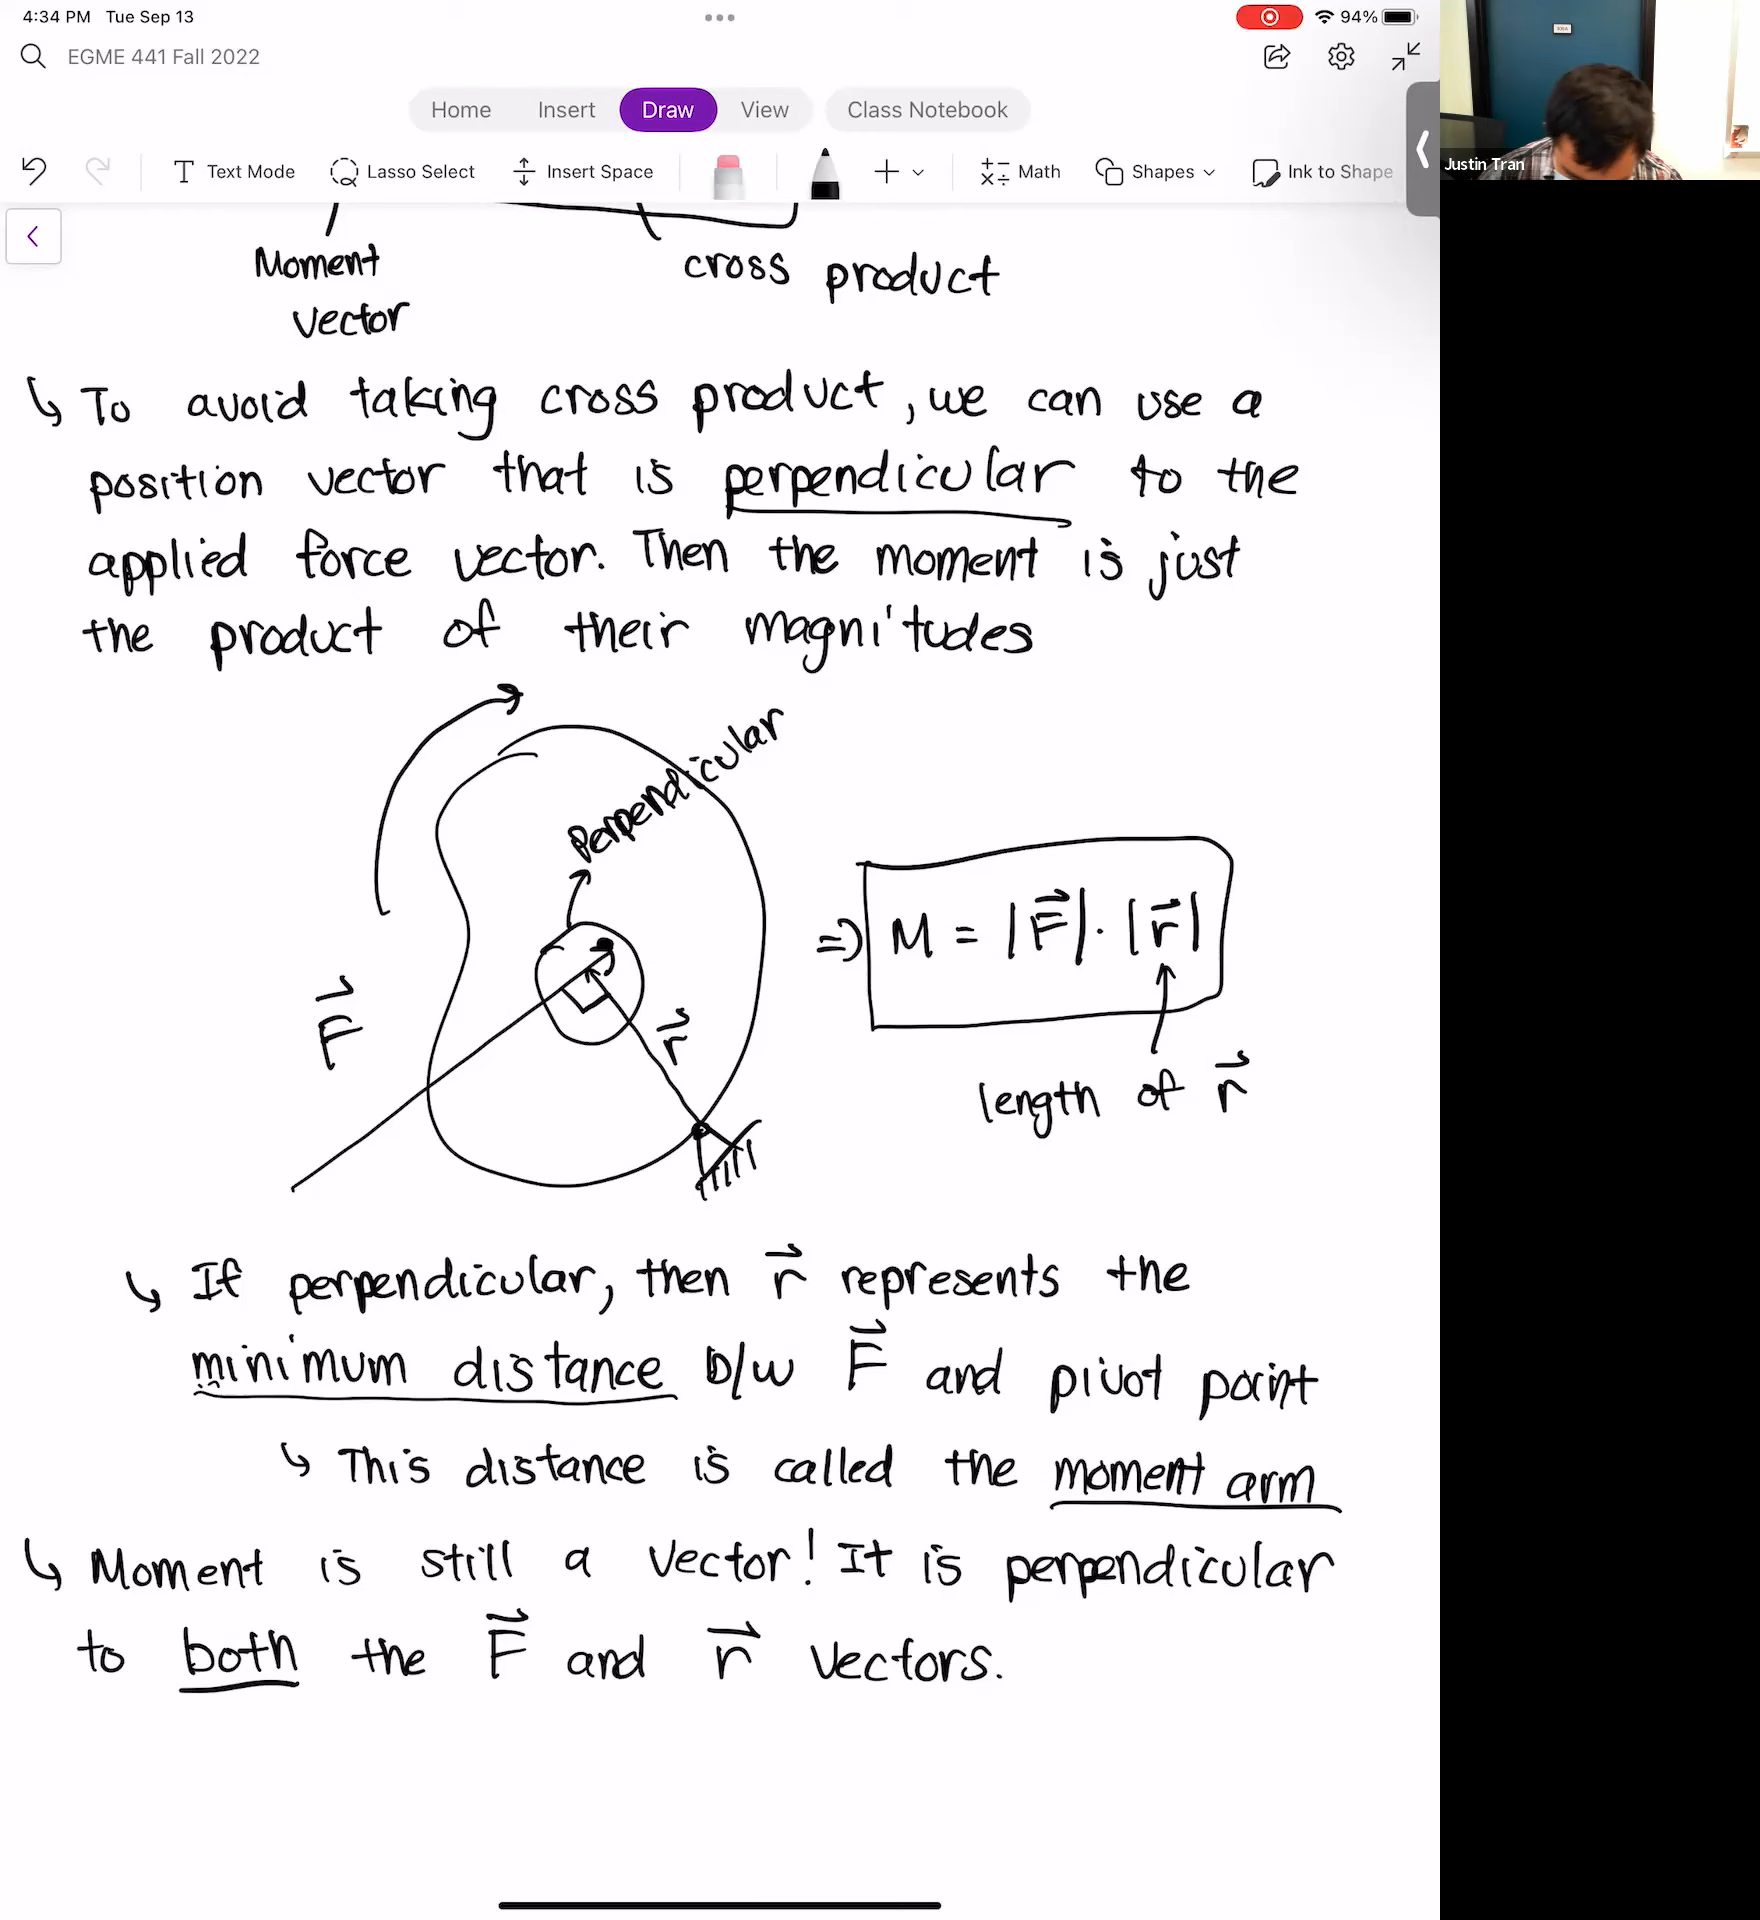 4:34 PM Tue Sep 13
94%
EGME 441 Fall 2022
Home Insert Draw View Class Notebook
Text Mode Lasso Select Insert Space Math Shapes Ink to Shape
Justin Tran
Moment
vector
cross product
↳ To avoid taking cross product, we can use a
position vector that is perpendicular to the
applied force vector. Then the moment is just
the product of their magnitudes
Perpendicular
F⃗
r⃗
⇒ M = |F⃗| · |r⃗|
length of r⃗
↳ If perpendicular, then r⃗ represents the
minimum distance b/w F⃗ and pivot point
↳ This distance is called the moment arm
↳ Moment is still a vector! It is perpendicular
to both the F⃗ and r⃗ vectors.